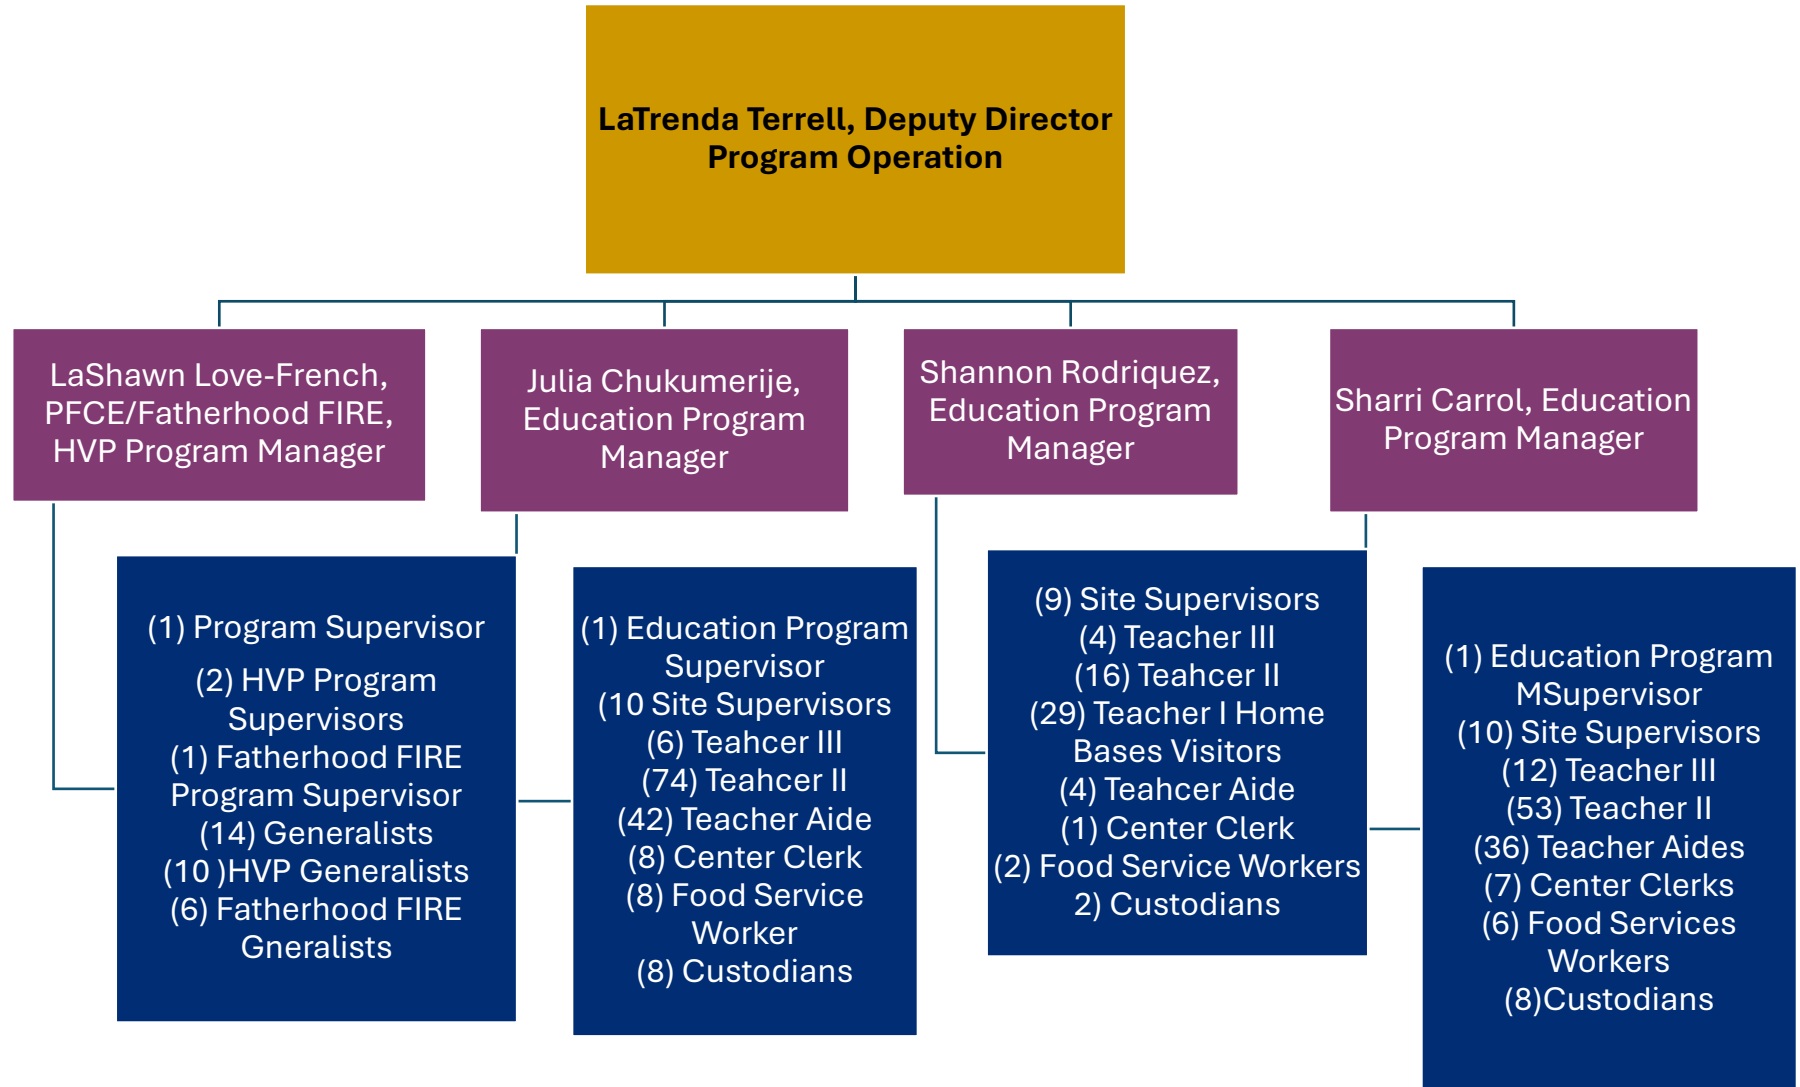 LaTrenda Terrell, Deputy Director
Program Operation
LaShawn Love-French,
PFCE/Fatherhood FIRE,
HVP Program Manager
Julia Chukumerije,
Education Program
Manager
Shannon Rodriquez,
Education Program
Manager
Sharri Carrol, Education
Program Manager
(1) Program Supervisor
(2) HVP Program
Supervisors
(1) Fatherhood FIRE
Program Supervisor
(14) Generalists
(10 )HVP Generalists
(6) Fatherhood FIRE
Gneralists
(1) Education Program
Supervisor
(10 Site Supervisors
(6) Teahcer III
(74) Teahcer II
(42) Teacher Aide
(8) Center Clerk
(8) Food Service
Worker
(8) Custodians
(9) Site Supervisors
(4) Teacher III
(16) Teahcer II
(29) Teacher I Home
Bases Visitors
(4) Teahcer Aide
(1) Center Clerk
(2) Food Service Workers
2) Custodians
(1) Education Program
MSupervisor
(10) Site Supervisors
(12) Teacher III
(53) Teacher II
(36) Teacher Aides
(7) Center Clerks
(6) Food Services
Workers
(8)Custodians